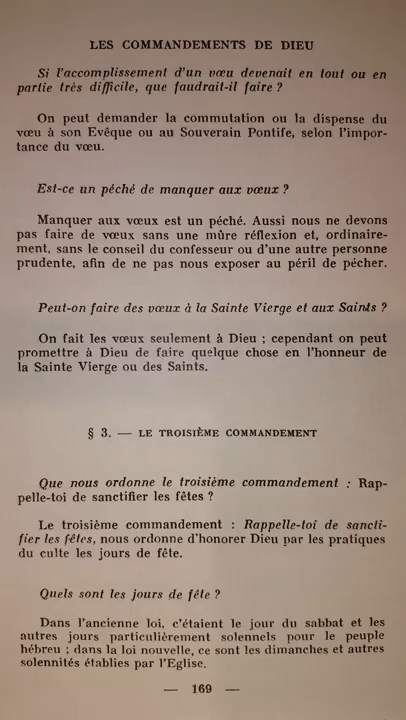 LES COMMANDEMENTS DE DIEU
Si l'accomplissement d'un vœu devenait en tout ou en
partie très difficile, que faudrait-il faire ?
On peut demander la commutation ou la dispense du
vœu à son Evêque ou au Souverain Pontife, selon l'impor-
tance du vœu.
Est-ce un péché de manquer aux vœux ?
Manquer aux vœux est un péché. Aussi nous ne devons
pas faire de vœux sans une mûre réflexion et, ordinaire-
ment, sans le conseil du confesseur ou d'une autre personne
prudente, afin de ne pas nous exposer au péril de pécher.
Peut-on faire des vœux à la Sainte Vierge et aux Saints ?
On fait les vœux seulement à Dieu ; cependant on peut
promettre à Dieu de faire quelque chose en l'honneur de
la Sainte Vierge ou des Saints.
§ 3. — LE TROISIÈME COMMANDEMENT
Que nous ordonne le troisième commandement : Rap-
pelle-toi de sanctifier les fêtes ?
Le troisième commandement : Rappelle-toi de sancti-
fier les fêtes, nous ordonne d'honorer Dieu par les pratiques
du culte les jours de fête.
Quels sont les jours de fête ?
Dans l'ancienne loi, c'étaient le jour du sabbat et les
autres jours particulièrement solennels pour le peuple
hébreu ; dans la loi nouvelle, ce sont les dimanches et autres
solennités établies par l'Eglise.
— 169 —